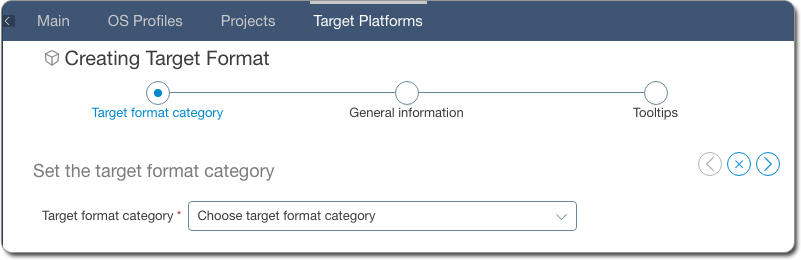 Main OS Profiles Projects Target Platforms
Creating Target Format
Target format category General information Tooltips
Set the target format category
Target format category * Choose target format category